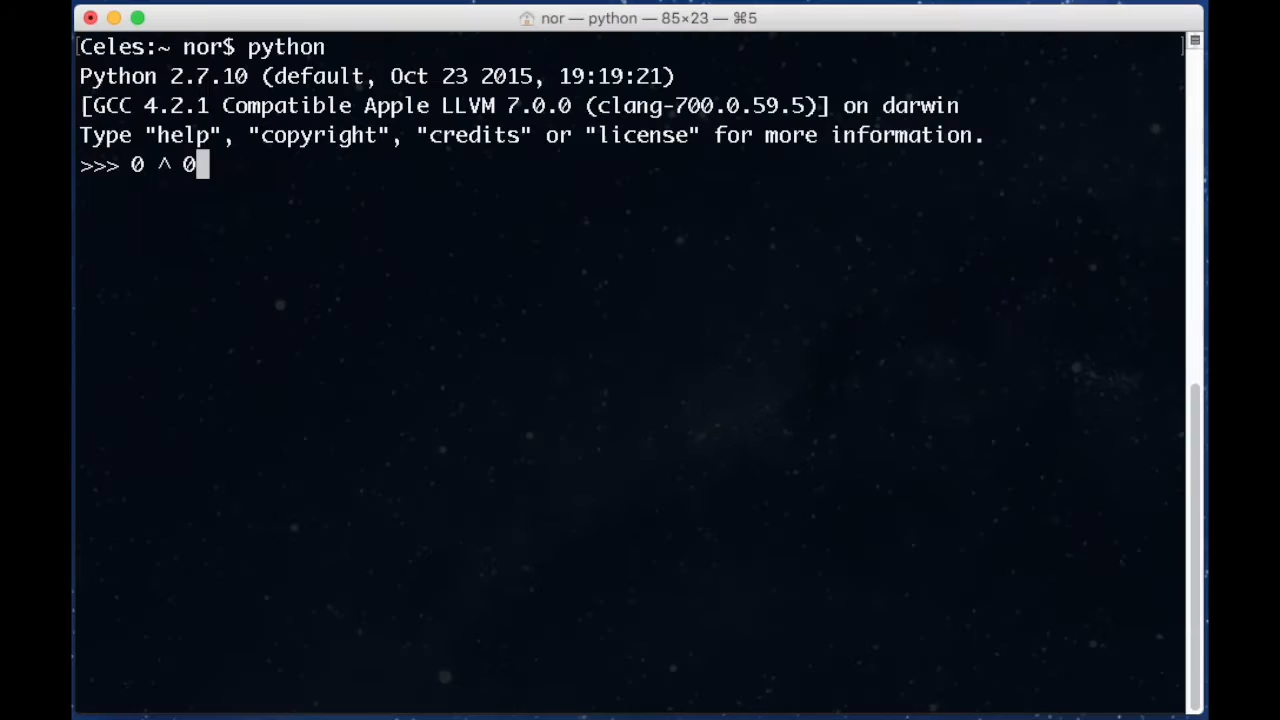 nor — python — 85×23 — ⌘5
[Celes:~ nor$ python
Python 2.7.10 (default, Oct 23 2015, 19:19:21)
[GCC 4.2.1 Compatible Apple LLVM 7.0.0 (clang-700.0.59.5)] on darwin
Type "help", "copyright", "credits" or "license" for more information.
>>> 0 ^ 0